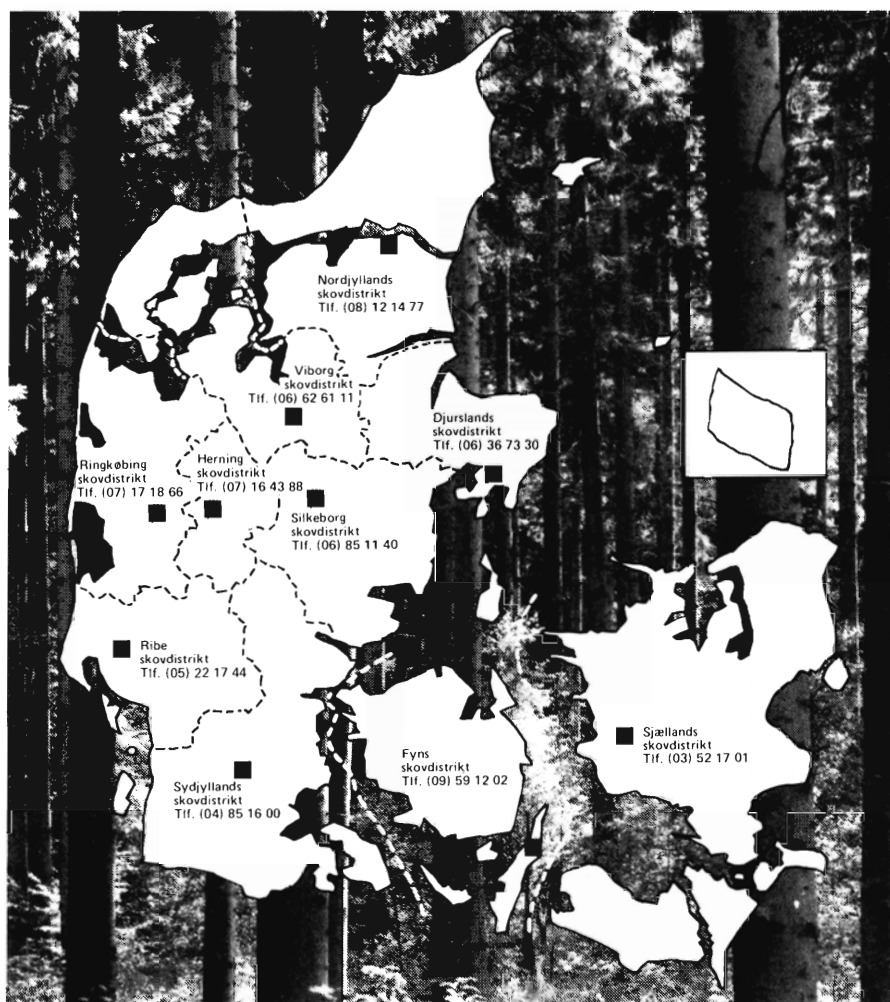 Nordjyllands
skovdistrikt
Tlf. (08) 12 14 77
Viborg
skovdistrikt
Tlf. (06) 62 61 11
Djurslands
skovdistrikt
Tlf. (06) 36 73 30
Ringkøbing
skovdistrikt
Tlf. (07) 17 18 66
Herning
skovdistrikt
Tlf. (07) 16 43 88
Silkeborg
skovdistrikt
Tlf. (06) 85 11 40
Ribe
skovdistrikt
Tlf. (05) 22 17 44
Sjællands
skovdistrikt
Tlf. (03) 52 17 01
Fyns
skovdistrikt
Tlf. (09) 59 12 02
Sydjyllands
skovdistrikt
Tlf. (04) 85 16 00